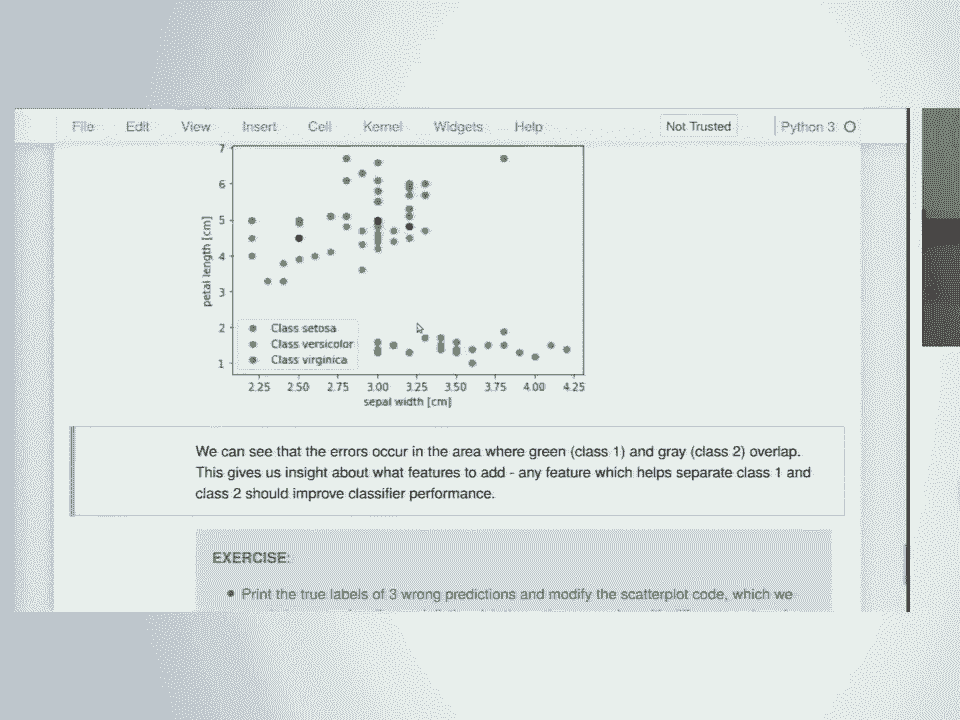 File Edit View Insert Cell Kernel Widgets Help Not Trusted Python 3
7
6
5
4
3
2
1
petal length [cm]
Class setosa
Class versicolor
Class virginica
2.25 2.50 2.75 3.00 3.25 3.50 3.75 4.00 4.25
sepal width [cm]
We can see that the errors occur in the area where green (class 1) and gray (class 2) overlap.
This gives us insight about what features to add - any feature which helps separate class 1 and
class 2 should improve classifier performance.
EXERCISE:
Print the true labels of 3 wrong predictions and modify the scatterplot code, which we